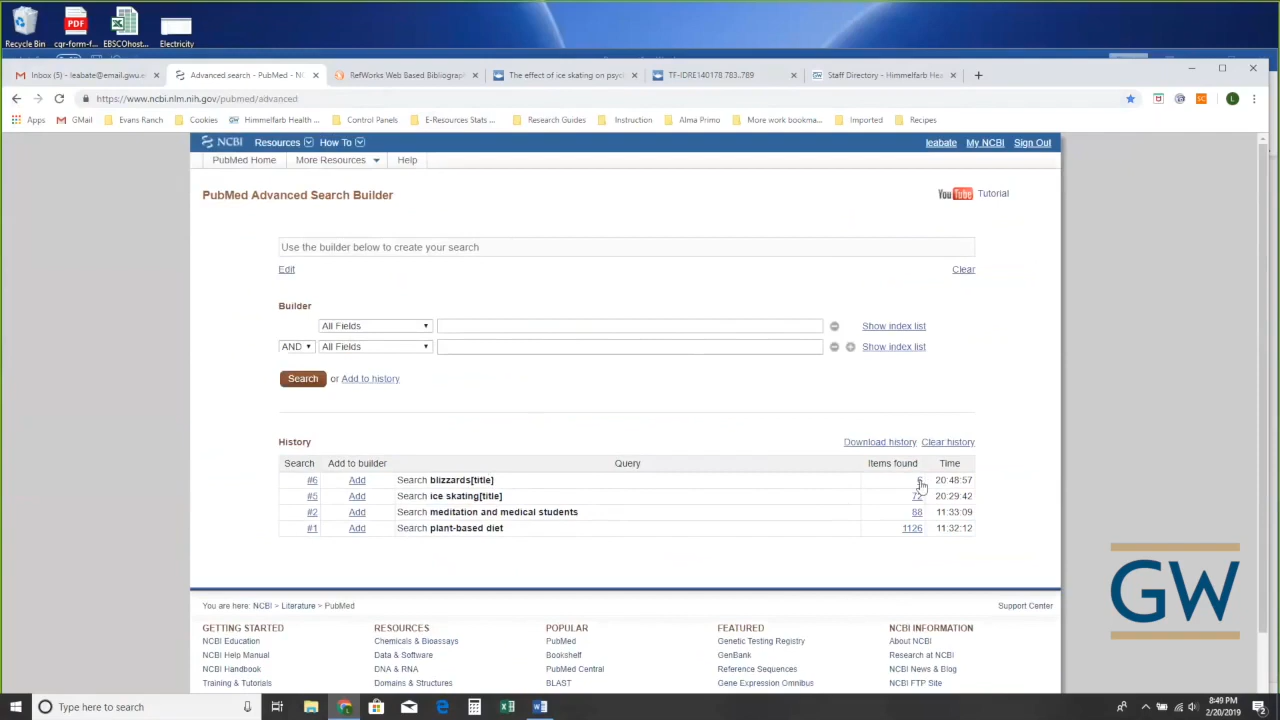 Recycle Bin
cqr-form-f...
EBSCOhost...
Electricity
PDF
Inbox (5) - leabate@email.gwu.e
Advanced search - PubMed - NC
RefWorks Web Based Bibliograph
The effect of ice skating on psyc
TF-IDRE140178 783..789
Staff Directory - Himmelfarb Hea
https://www.ncbi.nlm.nih.gov/pubmed/advanced
Apps GMail Evans Ranch Cookies Himmelfarb Health ... Control Panels E-Resources Stats ... Research Guides Instruction Alma Primo More work bookma... Imported Recipes
NCBI Resources How To leabate My NCBI Sign Out
PubMed Home More Resources Help
PubMed Advanced Search Builder
YouTube Tutorial
Use the builder below to create your search
Edit Clear
Builder
All Fields Show index list
AND All Fields Show index list
Search or Add to history
History Download history Clear history
Search Add to builder Query Items found Time
#6 Add Search blizzards[title] 20:48:57
#5 Add Search ice skating[title] 72 20:29:42
#2 Add Search meditation and medical students 88 11:33:09
#1 Add Search plant-based diet 1126 11:32:12
GW
You are here: NCBI > Literature > PubMed Support Center
GETTING STARTED RESOURCES POPULAR FEATURED NCBI INFORMATION
NCBI Education Chemicals & Bioassays PubMed Genetic Testing Registry About NCBI
NCBI Help Manual Data & Software Bookshelf GenBank Research at NCBI
NCBI Handbook DNA & RNA PubMed Central Reference Sequences NCBI News & Blog
Training & Tutorials Domains & Structures BLAST Gene Expression Omnibus NCBI FTP Site
Type here to search
8:49 PM
2/20/2019